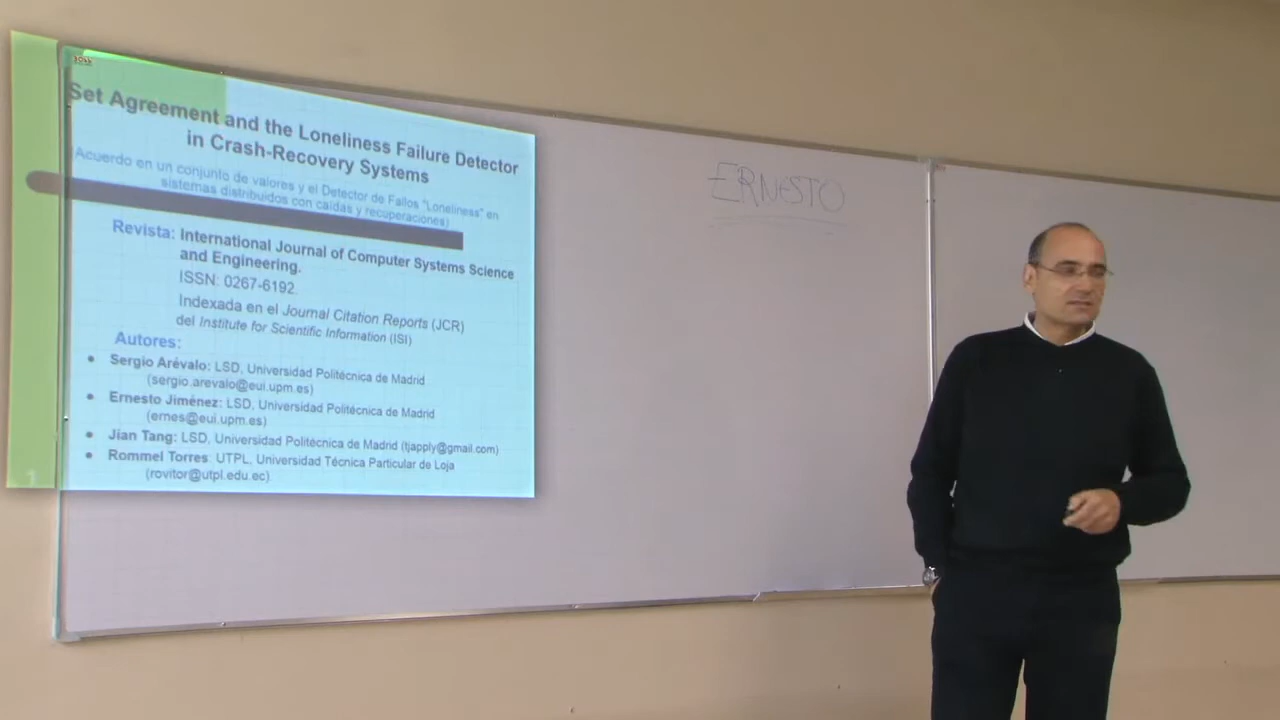 Set Agreement and the Loneliness Failure Detector
in Crash-Recovery Systems
(Acuerdo en un conjunto de valores y el Detector de Fallos "Loneliness" en
sistemas distribuidos con caídas y recuperaciones)
Revista: International Journal of Computer Systems Science
and Engineering.
ISSN: 0267-6192.
Indexada en el Journal Citation Reports (JCR)
del Institute for Scientific Information (ISI)
Autores:
• Sergio Arévalo: LSD, Universidad Politécnica de Madrid
(sergio.arevalo@eui.upm.es)
• Ernesto Jiménez: LSD, Universidad Politécnica de Madrid
(ernes@eui.upm.es)
• Jian Tang: LSD, Universidad Politécnica de Madrid (tjapply@gmail.com)
• Rommel Torres: UTPL, Universidad Técnica Particular de Loja
(rovitor@utpl.edu.ec)
1
ERNESTO